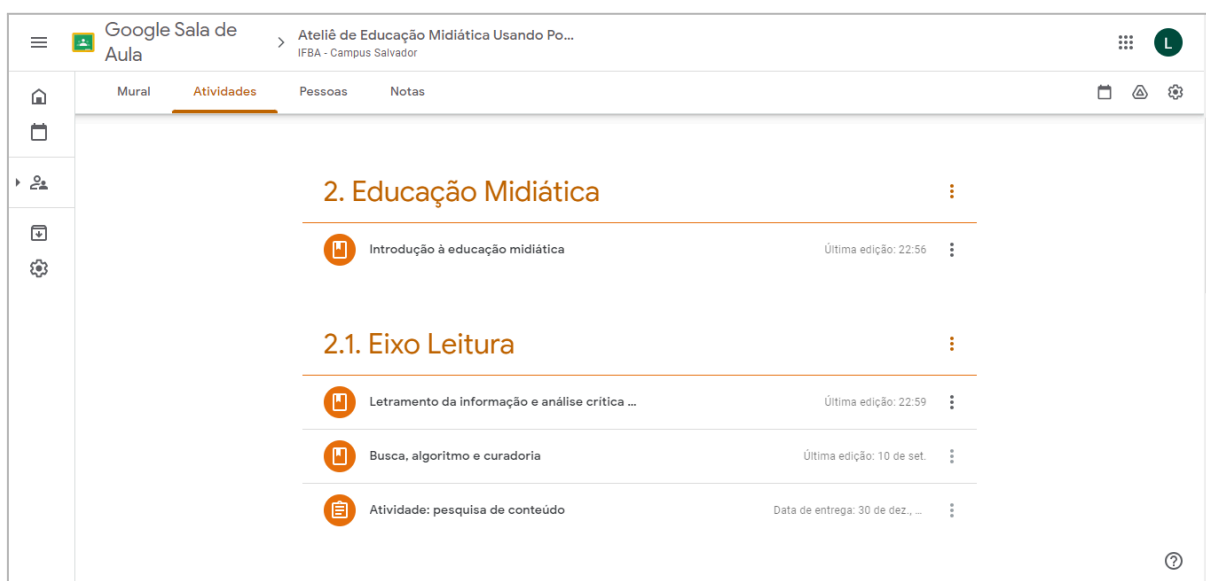 Google Sala de
Aula
Ateliê de Educação Midiática Usando Po...
IFBA - Campus Salvador
L
Mural
Atividades
Pessoas
Notas
2. Educação Midiática
Introdução à educação midiática
Última edição: 22:56
2.1. Eixo Leitura
Letramento da informação e análise crítica ...
Última edição: 22:59
Busca, algoritmo e curadoria
Última edição: 10 de set.
Atividade: pesquisa de conteúdo
Data de entrega: 30 de dez., ...